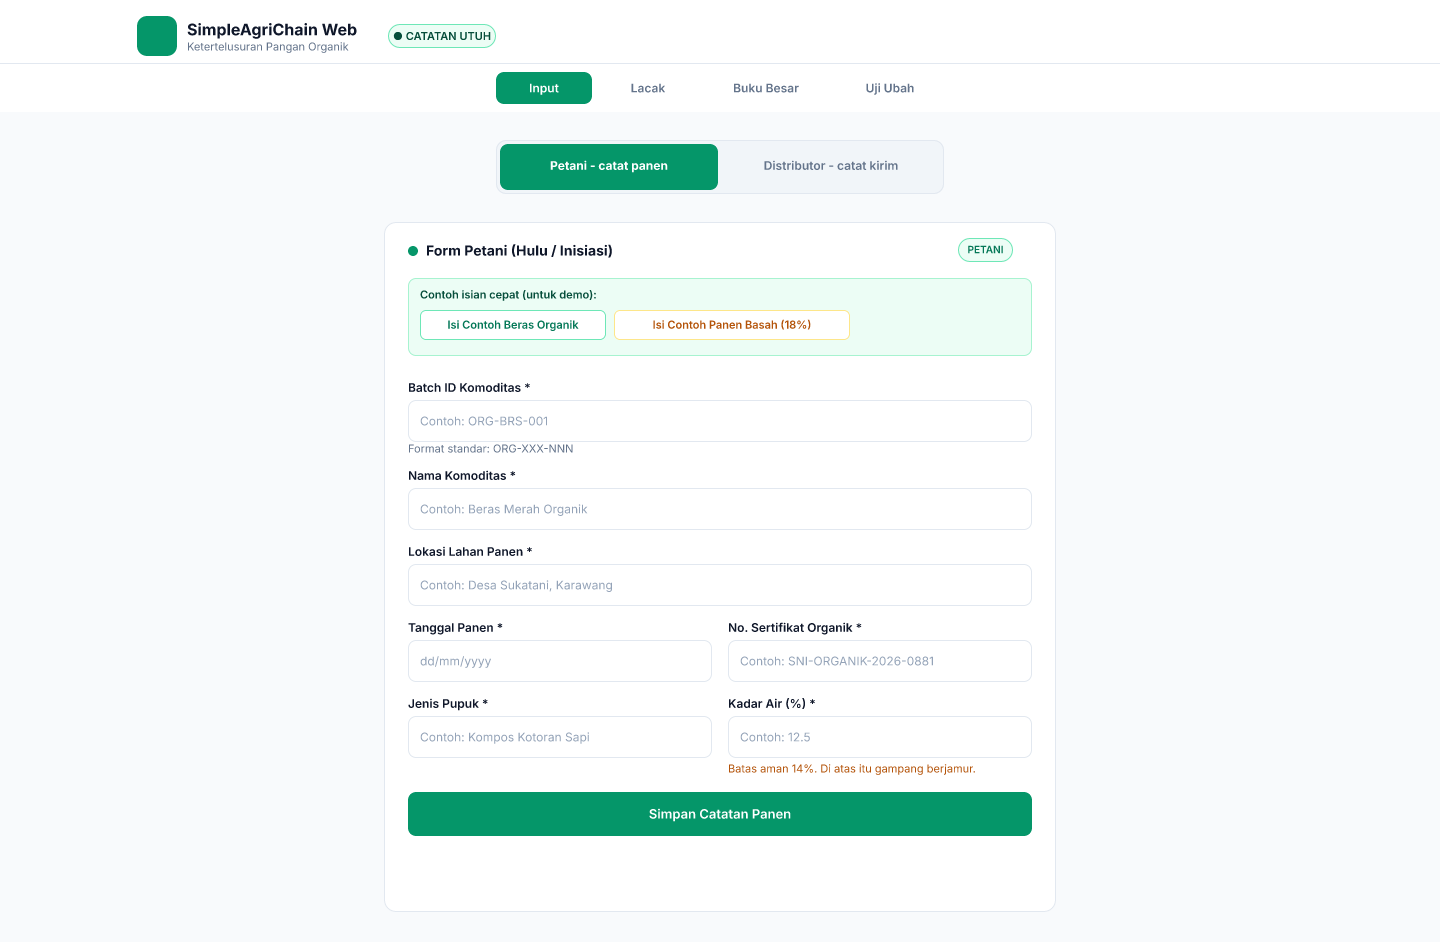 SimpleAgriChain Web
Ketertelusuran Pangan Organik
CATATAN UTUH
Input
Lacak
Buku Besar
Uji Ubah
Petani - catat panen
Distributor - catat kirim
Form Petani (Hulu / Inisiasi)
PETANI
Contoh isian cepat (untuk demo):
Isi Contoh Beras Organik
Isi Contoh Panen Basah (18%)
Batch ID Komoditas *
Contoh: ORG-BRS-001
Format standar: ORG-XXX-NNN
Nama Komoditas *
Contoh: Beras Merah Organik
Lokasi Lahan Panen *
Contoh: Desa Sukatani, Karawang
Tanggal Panen *
No. Sertifikat Organik *
dd/mm/yyyy
Contoh: SNI-ORGANIK-2026-0881
Jenis Pupuk *
Kadar Air (%) *
Contoh: Kompos Kotoran Sapi
Contoh: 12.5
Batas aman 14%. Di atas itu gampang berjamur.
Simpan Catatan Panen